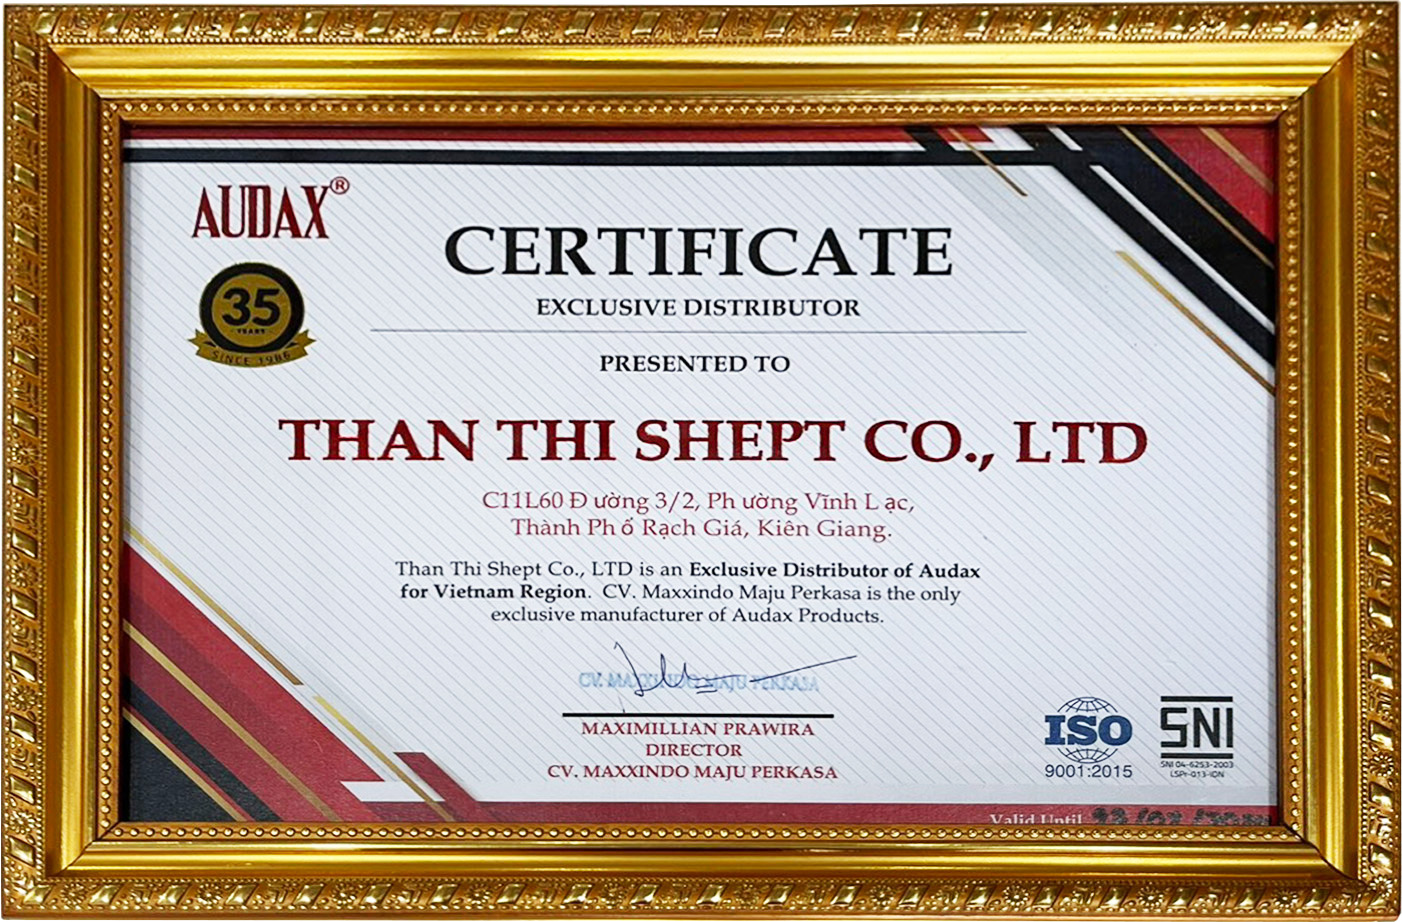 AUDAX®
35
YEARS
SINCE 1986
CERTIFICATE
EXCLUSIVE DISTRIBUTOR
PRESENTED TO
THAN THI SHEPT CO., LTD
C11L60 Đ ường 3/2, Ph ường Vĩnh L ạc,
Thành Ph ố Rạch Giá, Kiên Giang.
Than Thi Shept Co., LTD is an Exclusive Distributor of Audax
for Vietnam Region. CV. Maxxindo Maju Perkasa is the only
exclusive manufacturer of Audax Products.
CV. MAXXINDO MAJU PERKASA
MAXIMILLIAN PRAWIRA
DIRECTOR
CV. MAXXINDO MAJU PERKASA
ISO
9001:2015
SNI
SNI 04-6253-2003
LSPr-013-IDN
Valid Until